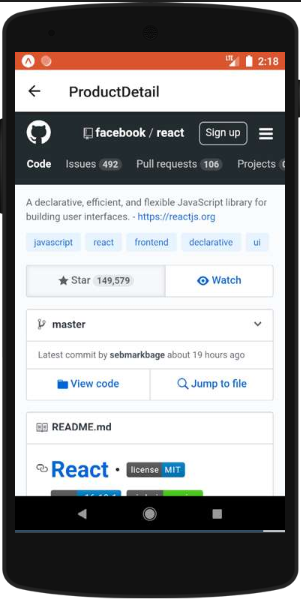 LTE 2:18
ProductDetail
facebook / react Sign up
Code Issues 492 Pull requests 106 Projects
A declarative, efficient, and flexible JavaScript library for
building user interfaces. - https://reactjs.org
javascript react frontend declarative ui
Star 149,579 Watch
master
Latest commit by sebmarkbage about 19 hours ago
View code Jump to file
README.md
React · license MIT